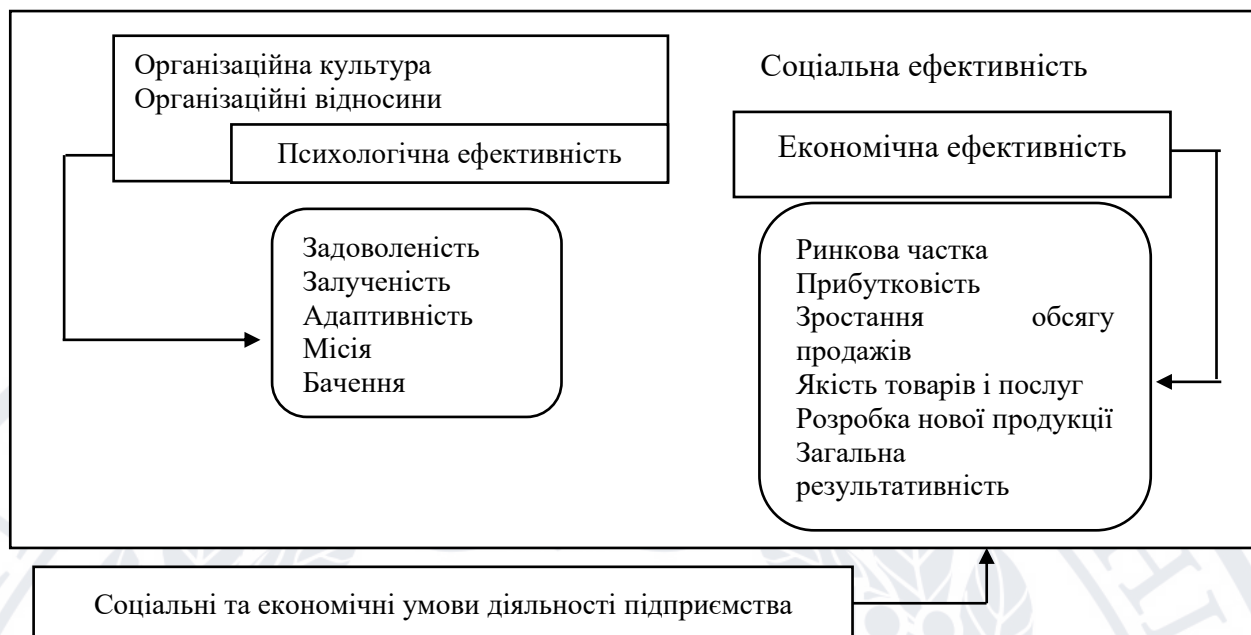 Організаційна культура
Організаційні відносини
Психологічна ефективність
Задоволеність
Залученість
Адаптивність
Місія
Бачення
Соціальна ефективність
Економічна ефективність
Ринкова частка
Прибутковість
Зростання обсягу
продажів
Якість товарів і послуг
Розробка нової продукції
Загальна
результативність
Соціальні та економічні умови діяльності підприємства